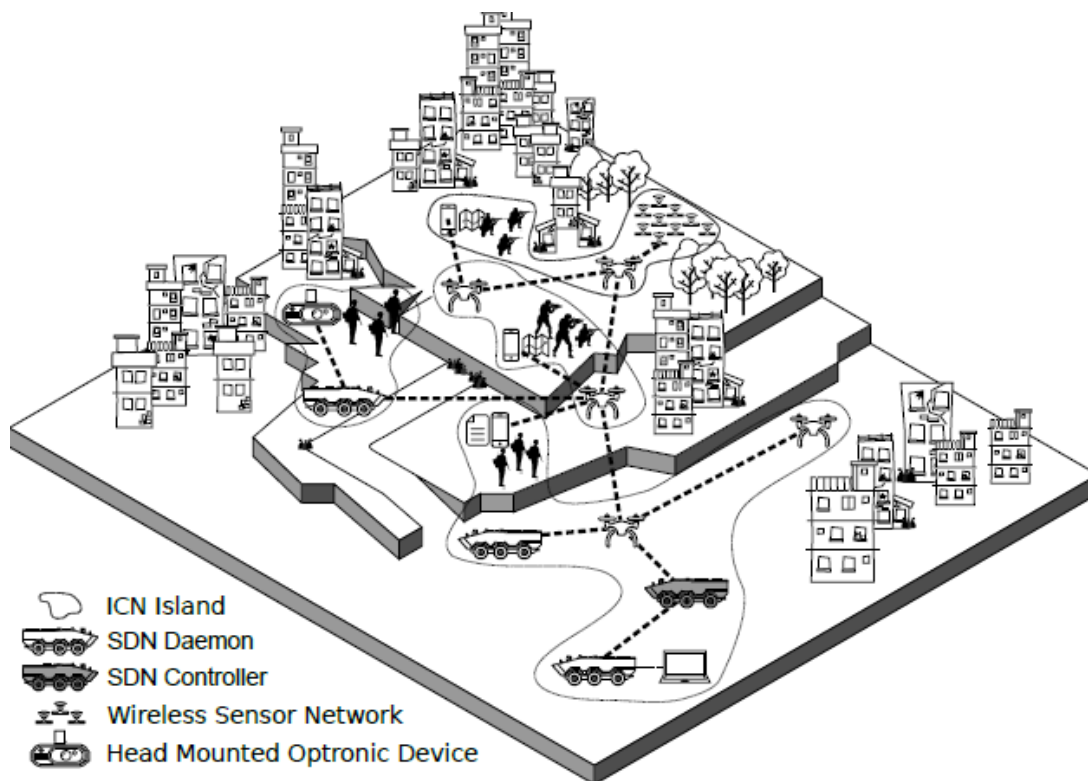 ICN Island
SDN Daemon
SDN Controller
Wireless Sensor Network
Head Mounted Optronic Device